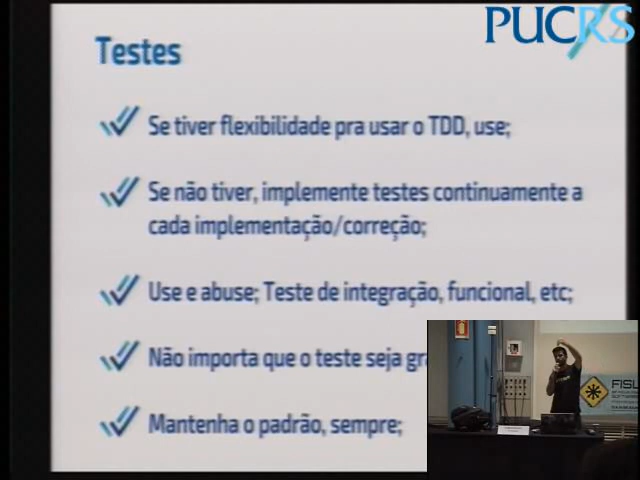 PUCRS
Testes
Se tiver flexibilidade pra usar o TDD, use;
Se não tiver, implemente testes continuamente a
cada implementação/correção;
Use e abuse; Teste de integração, funcional, etc;
Não importa que o teste seja
Mantenha o padrão, sempre;
FISL